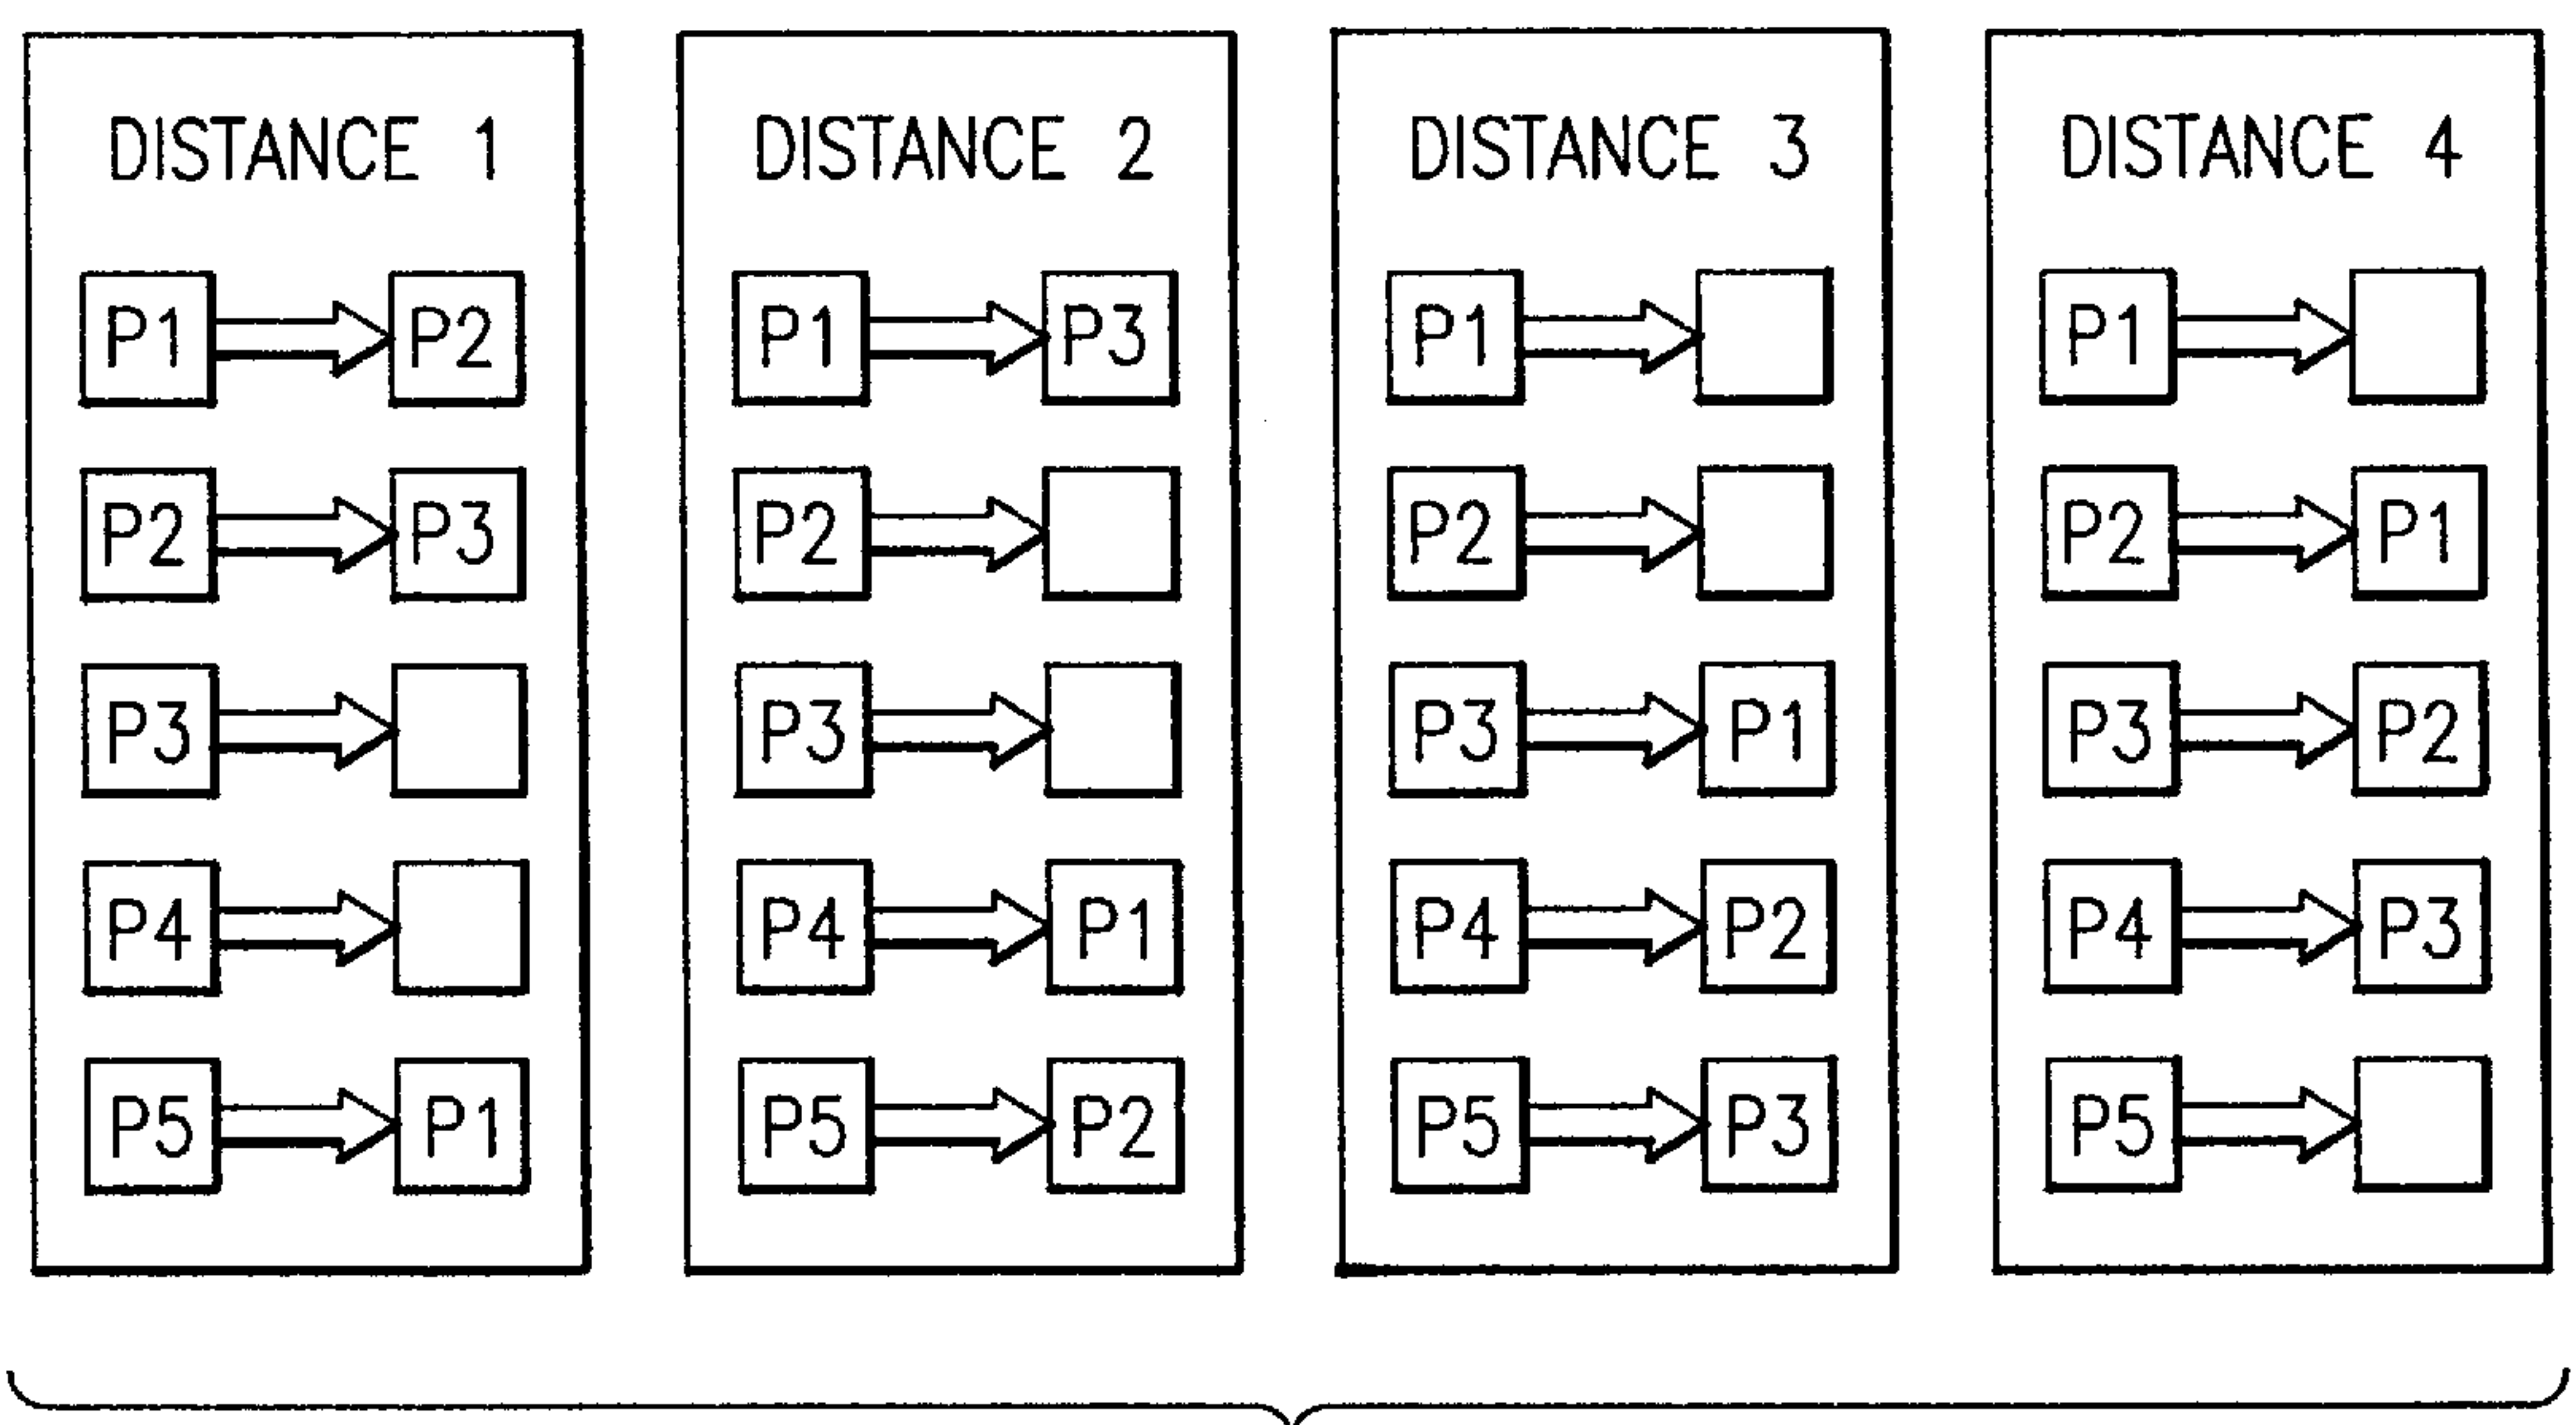 DISTANCE 1
P1 P2
P2 P3
P3
P4
P5 P1
DISTANCE 2
P1 P3
P2
P3
P4 P1
P5 P2
DISTANCE 3
P1
P2
P3 P1
P4 P2
P5 P3
DISTANCE 4
P1
P2 P1
P3 P2
P4 P3
P5